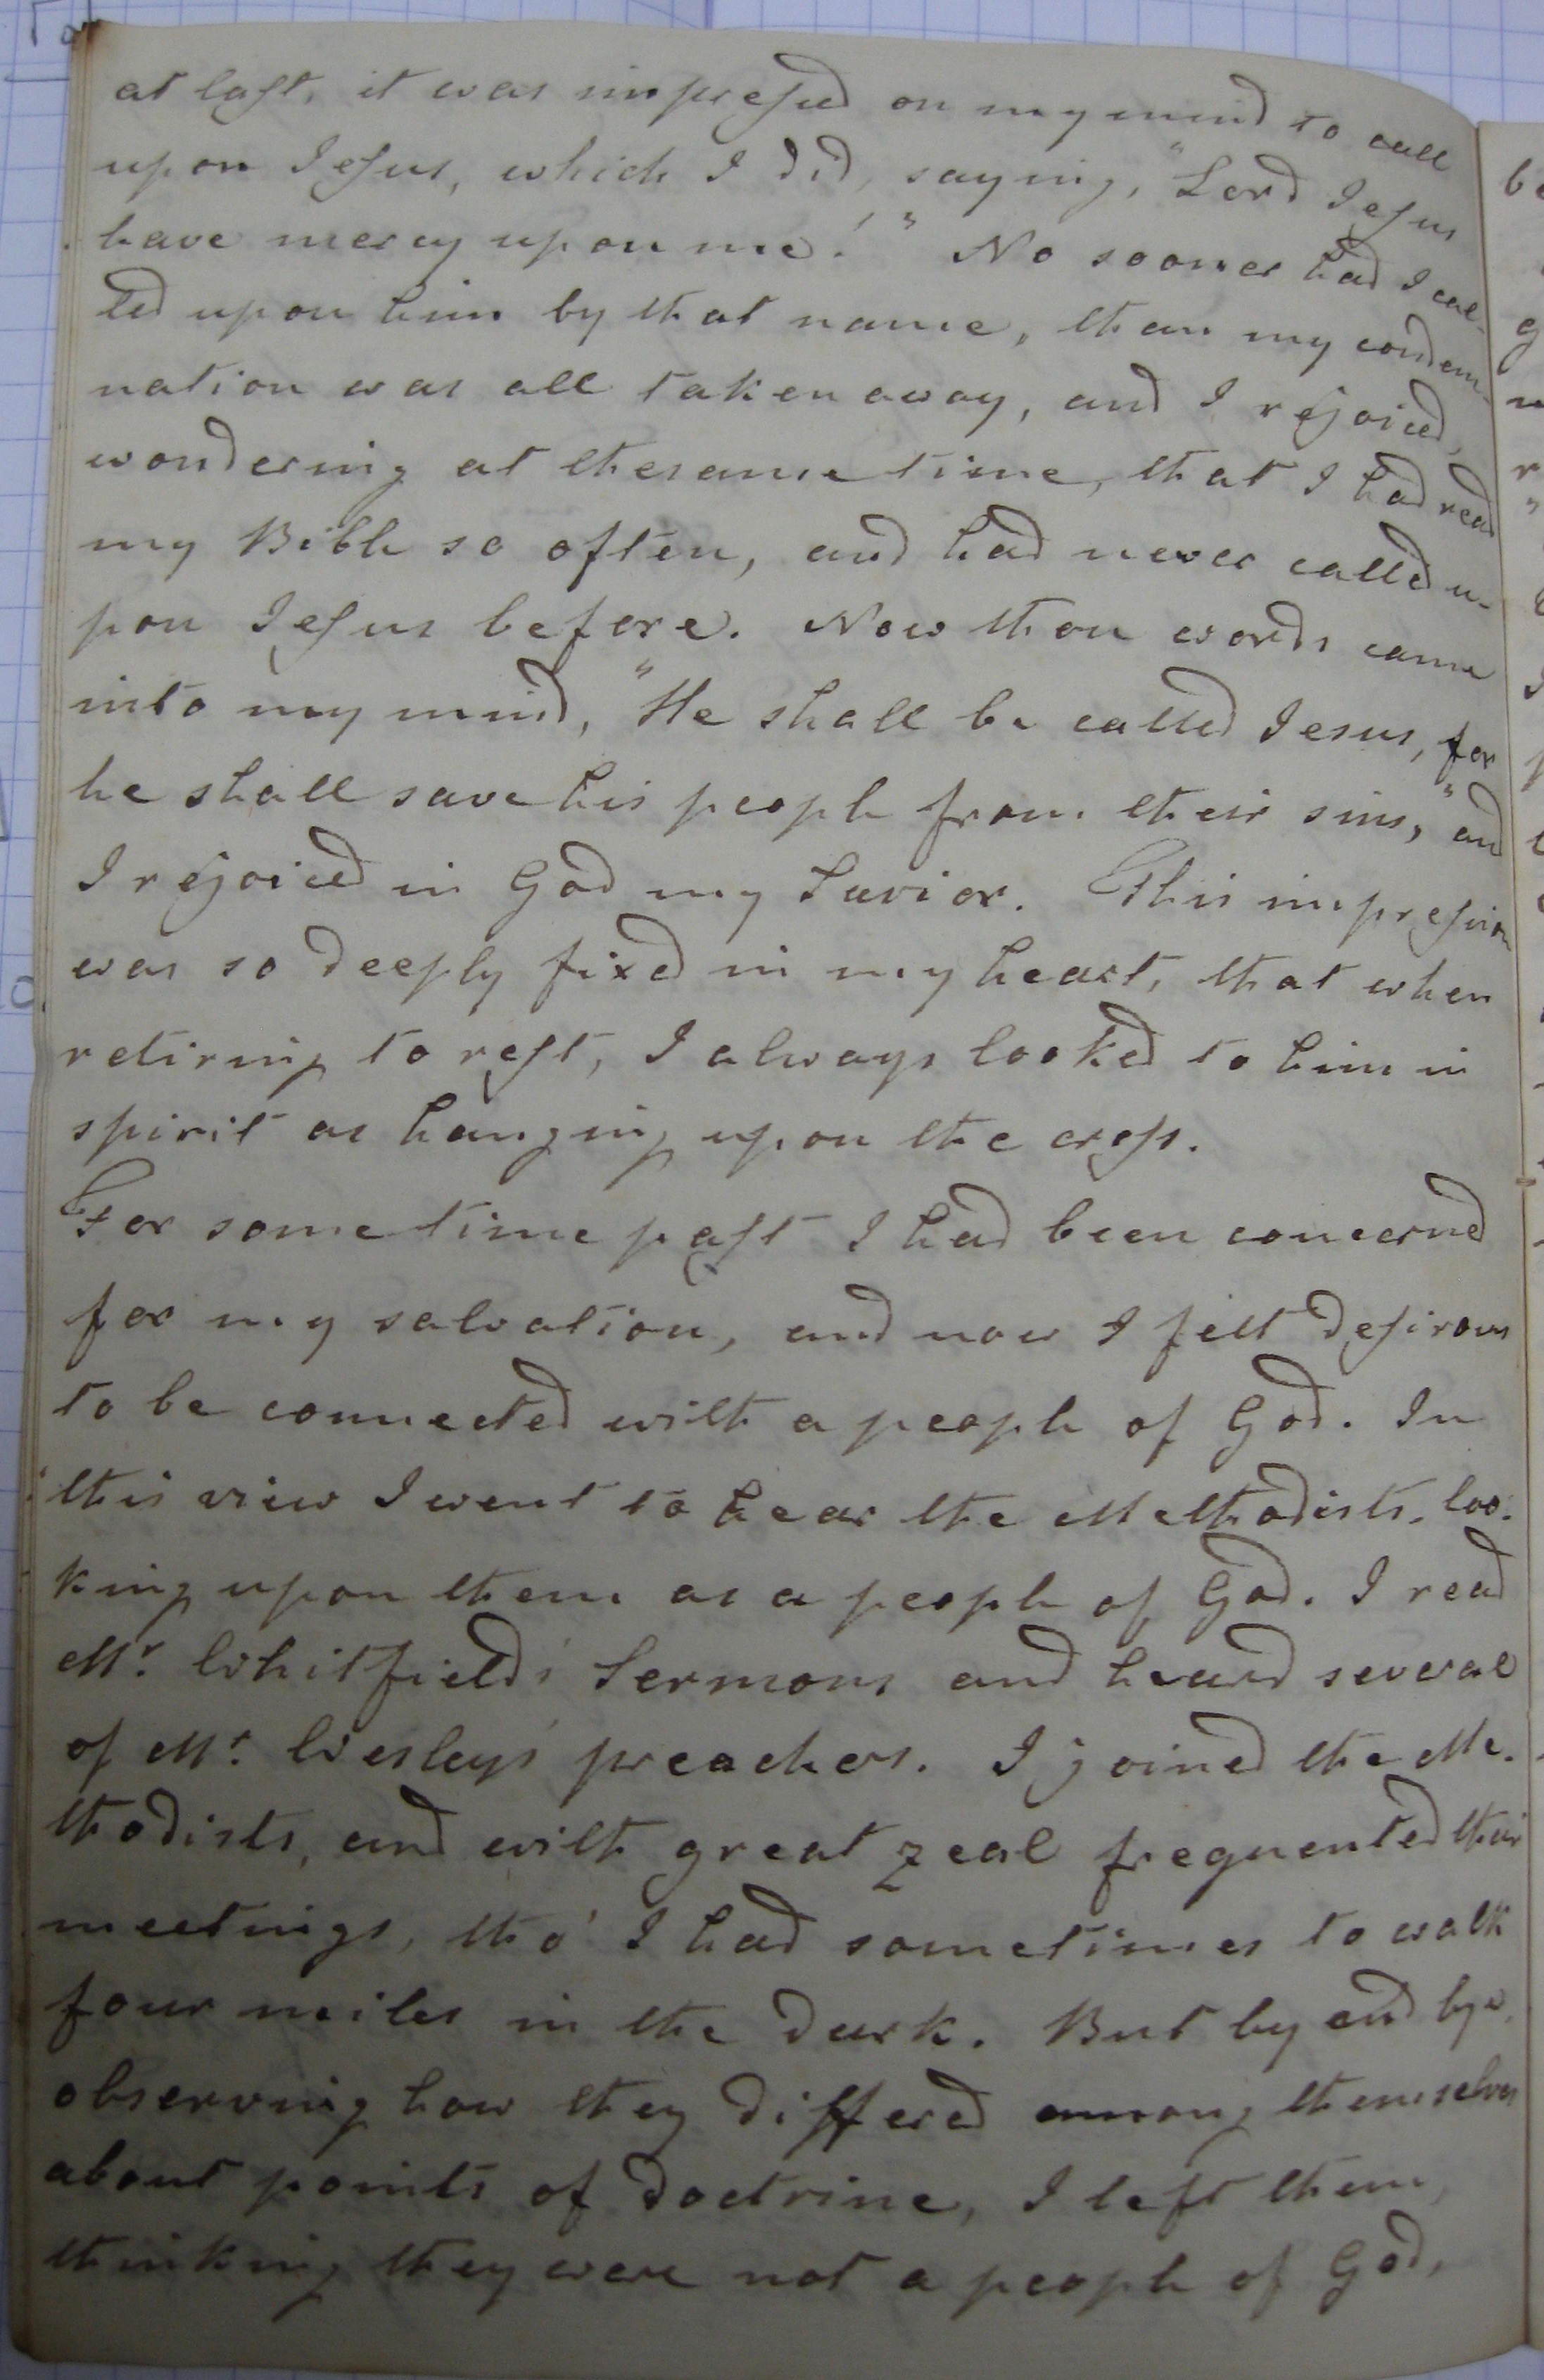 at last, it was impressed on my mind to call
upon Jesus, which I did, saying, "Lord Jesus
have mercy upon me!" No sooner had I cal-
led upon him by that name, than my condem-
nation was all taken away, and I rejoiced,
wondering at the same time, that I had read
my Bible so often, and had never called u-
pon Jesus before. Now those words came
into my mind, "He shall be called Jesus, for
he shall save his people from their sins," and
I rejoiced in God my Savior. This impression
was so deeply fixed in my heart, that when
retiring to rest, I always looked to him in
spirit as hanging upon the cross.
For some time past I had been concerned
for my salvation, and now I felt desirous
to be connected with a people of God. In
this view I went to hear the Methodists, loo-
king upon them as a people of God. I read
Mr. Whitfield's Sermons and heard several
of Mr. Wesley's preachers. I joined the Me-
thodists, and with great zeal frequented their
meetings, tho' I had sometimes to walk
four miles in the dark. But by and bye,
observing how they differed among themselves
about points of doctrine, I left them,
thinking they were not a people of God,